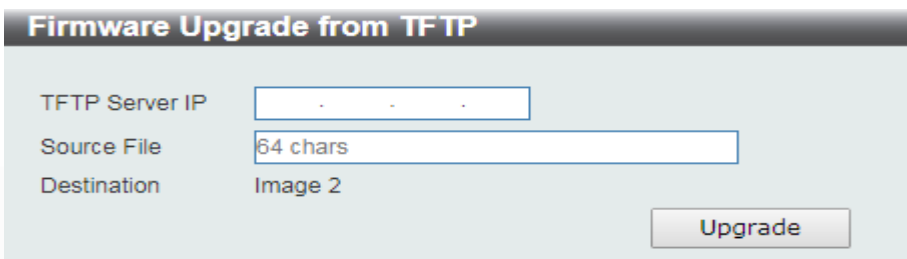 Firmware Upgrade from TFTP
TFTP Server IP . . .
Source File 64 chars
Destination Image 2
Upgrade